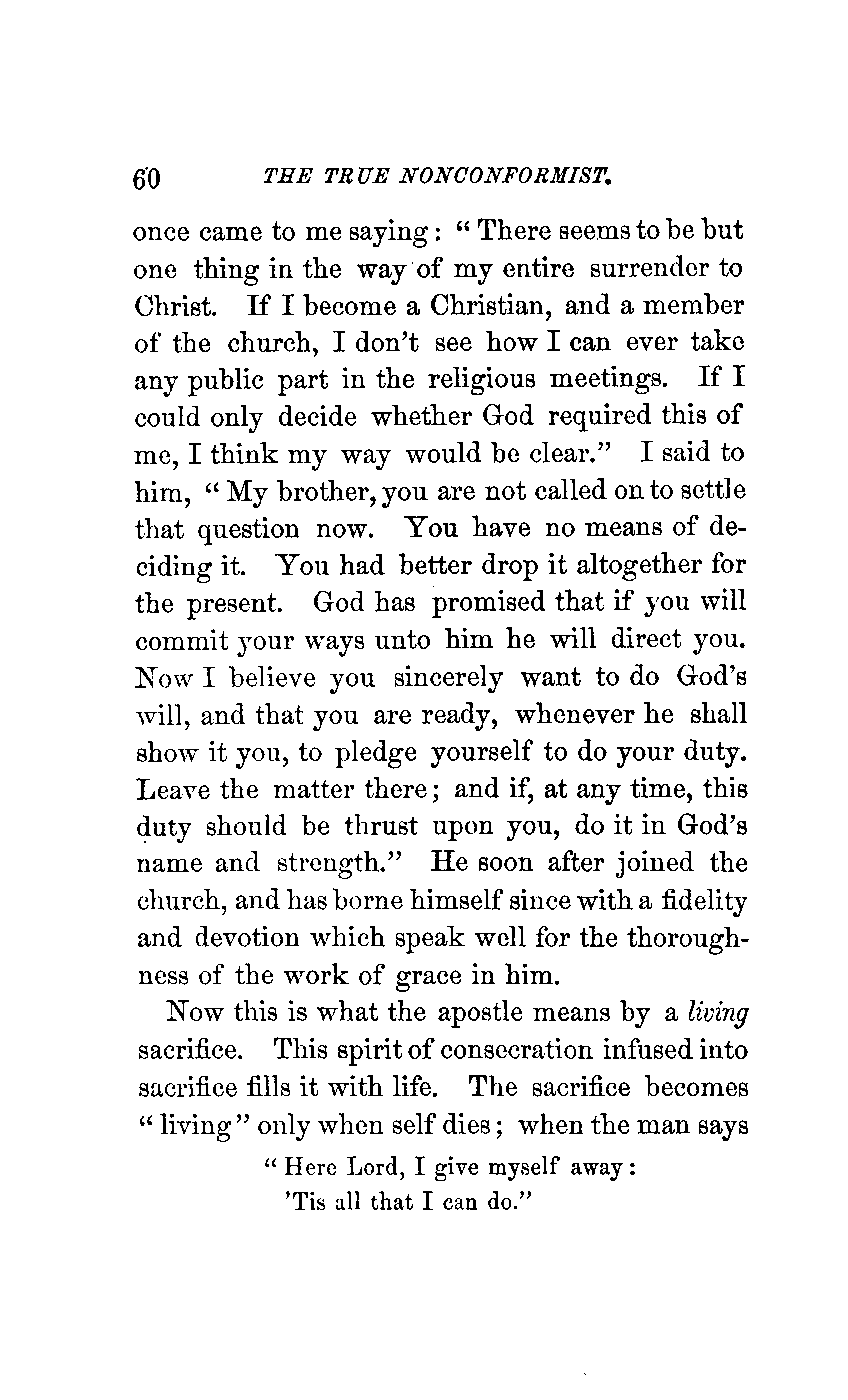 60 THE TRUE NONCONFORMIST.
once came to me saying: “ There seems to be but
one thing in the way of my entire surrender to
Christ. If I become a Christian, and a member
of the church, I don’t see how I can ever take
any public part in the religious meetings. If I
could only decide whether God required this of
me, I think my way would be clear.” I said to
him, “ My brother, you are not called on to settle
that question now. You have no means of de-
ciding it. You had better drop it altogether for
the present. God has promised that if you will
commit your ways unto him he will direct you.
Now I believe you sincerely want to do God’s
will, and that you are ready, whenever he shall
show it you, to pledge yourself to do your duty.
Leave the matter there; and if, at any time, this
duty should be thrust upon you, do it in God’s
name and strength.” He soon after joined the
church, and has borne himself since with a fidelity
and devotion which speak well for the thorough-
ness of the work of grace in him.
Now this is what the apostle means by a living
sacrifice. This spirit of consecration infused into
sacrifice fills it with life. The sacrifice becomes
“ living” only when self dies; when the man says
“ Here Lord, I give myself away:
’Tis all that I can do.”